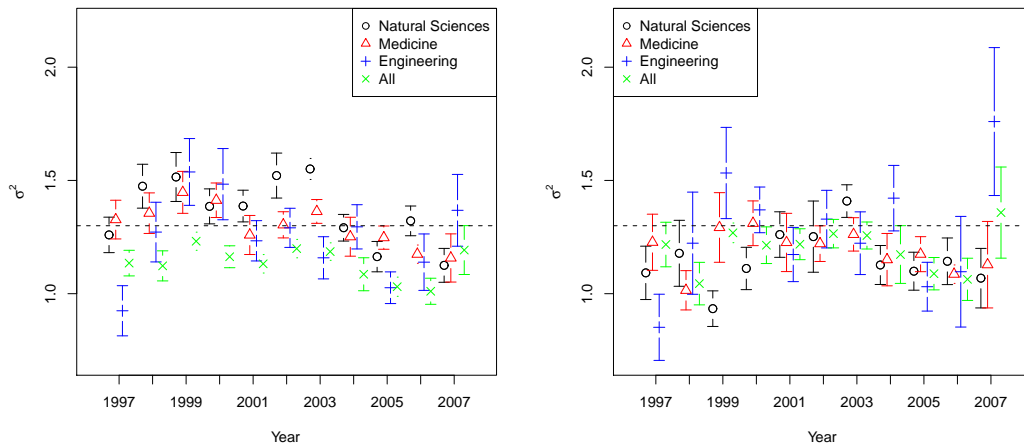 Natural Sciences
Medicine
Engineering
All
2.0
1.5
1.0
σ²
1997 1999 2001 2003 2005 2007
Year
Natural Sciences
Medicine
Engineering
All
2.0
1.5
1.0
σ²
1997 1999 2001 2003 2005 2007
Year